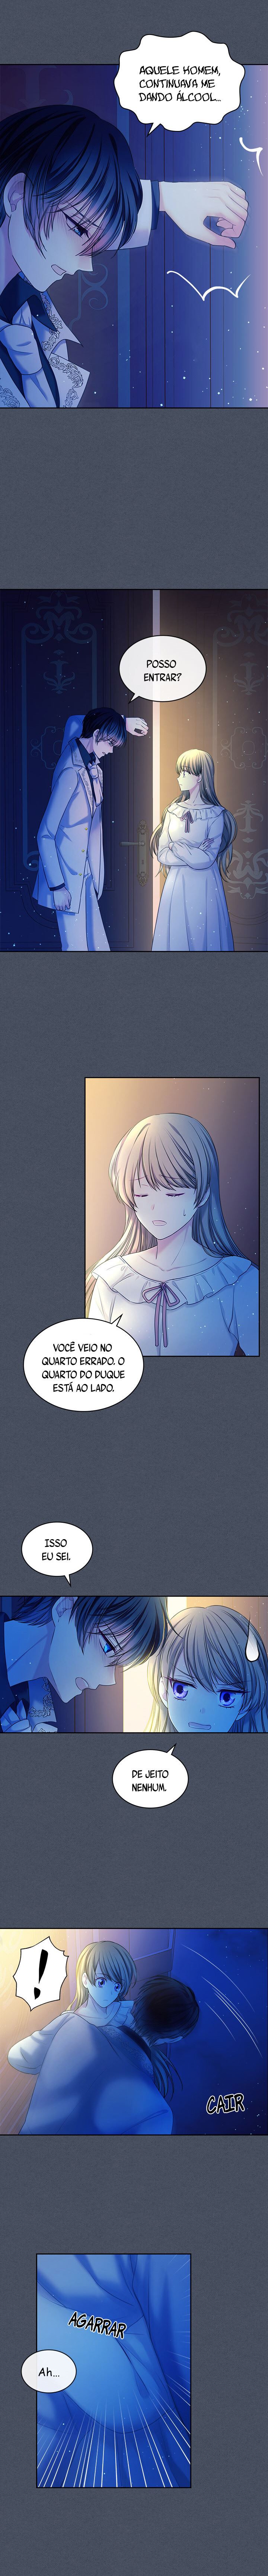 AQUELE HOMEM,
CONTINUAVA ME
DANDO ÁLCOOL...
POSSO
ENTRAR?
VOCÊ VEIO NO
QUARTO ERRADO. O
QUARTO DO DUQUE
ESTÁ AO LADO.
ISSO
EU SEI.
DE JEITO
NENHUM.
!
CAIR
AGARRAR
Ah...